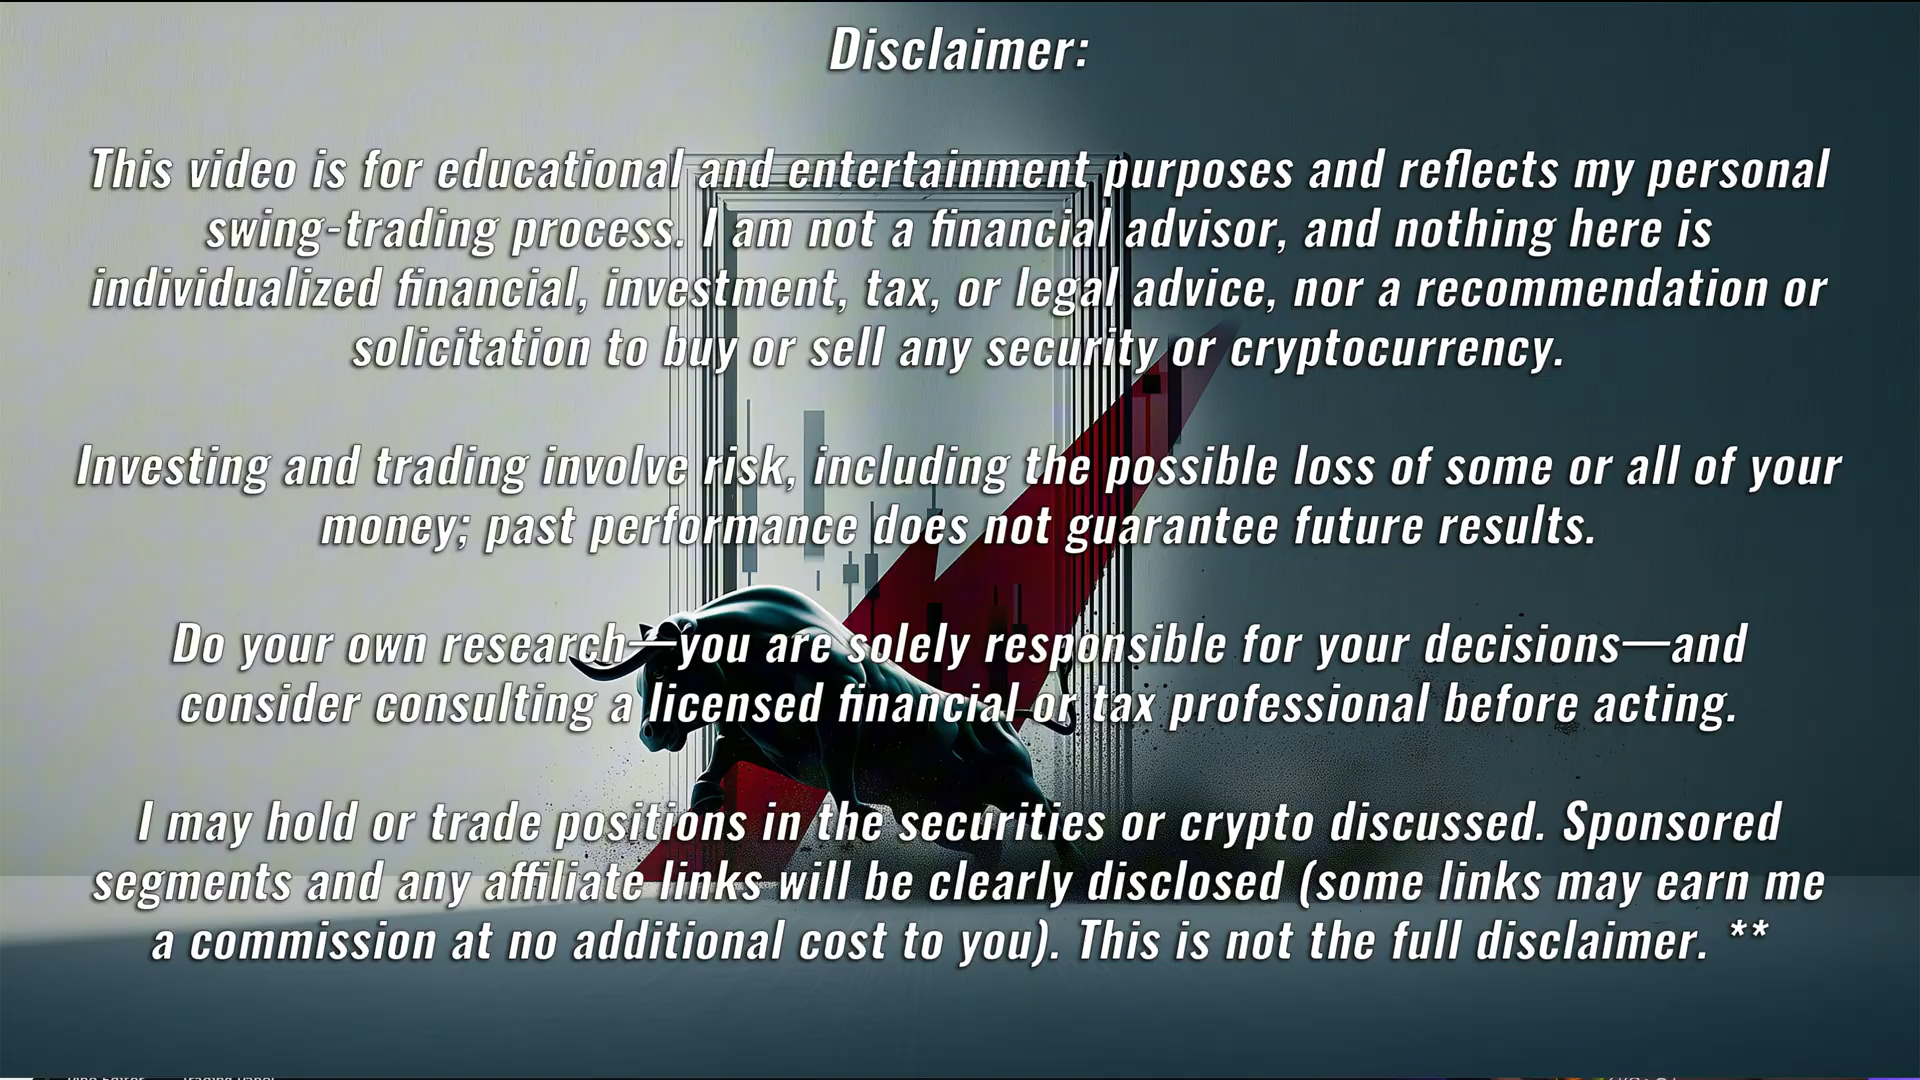 Disclaimer:
This video is for educational and entertainment purposes and reflects my personal
swing-trading process. I am not a financial advisor, and nothing here is
individualized financial, investment, tax, or legal advice, nor a recommendation or
solicitation to buy or sell any security or cryptocurrency.
Investing and trading involve risk, including the possible loss of some or all of your
money; past performance does not guarantee future results.
Do your own research—you are solely responsible for your decisions—and
consider consulting a licensed financial or tax professional before acting.
I may hold or trade positions in the securities or crypto discussed. Sponsored
segments and any affiliate links will be clearly disclosed (some links may earn me
a commission at no additional cost to you). This is not the full disclaimer. **